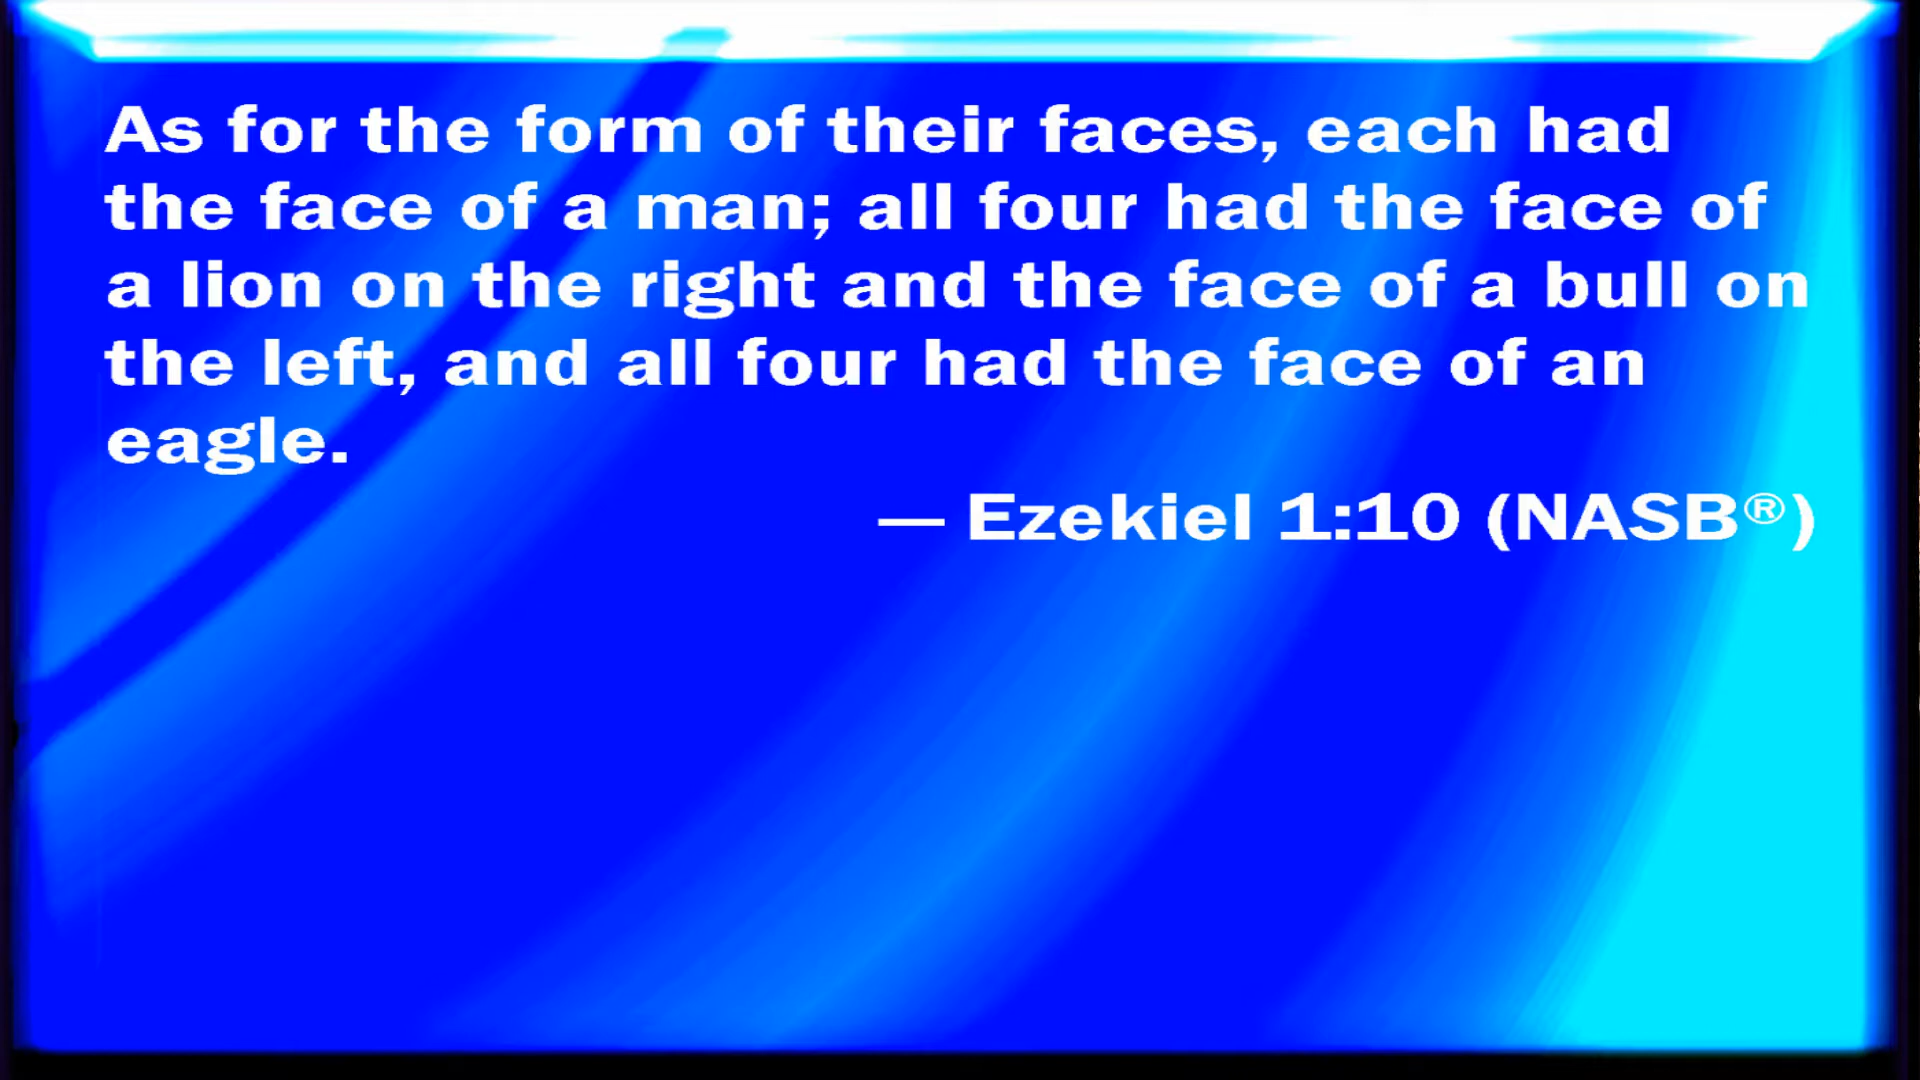 As for the form of their faces, each had
the face of a man; all four had the face of
a lion on the right and the face of a bull on
the left, and all four had the face of an
eagle.
— Ezekiel 1:10 (NASB®)